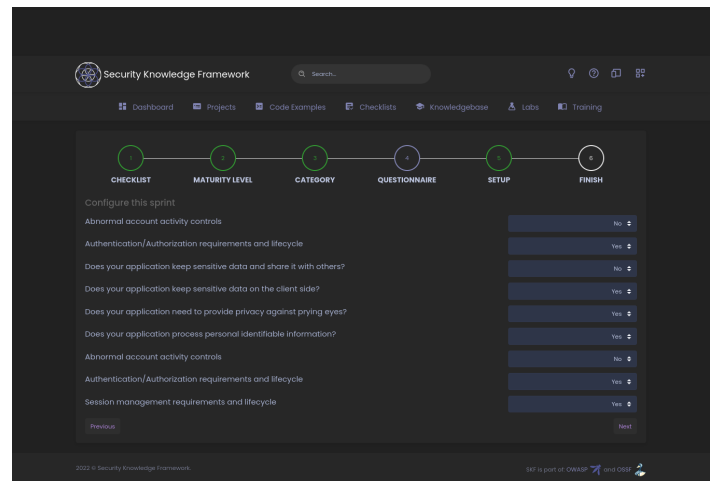 Security Knowledge Framework
Search...
Dashboard Projects Code Examples Checklists Knowledgebase Labs Training
1 2 3 4 5 6
CHECKLIST MATURITY LEVEL CATEGORY QUESTIONNAIRE SETUP FINISH
Configure this sprint
Abnormal account activity controls No
Authentication/Authorization requirements and lifecycle Yes
Does your application keep sensitive data and share it with others? No
Does your application keep sensitive data on the client side? Yes
Does your application need to provide privacy against prying eyes? Yes
Does your application process personal identifiable information? Yes
Abnormal account activity controls No
Authentication/Authorization requirements and lifecycle Yes
Session management requirements and lifecycle Yes
Previous Next
2022 © Security Knowledge Framework. SKF is part of: OWASP and OSSF